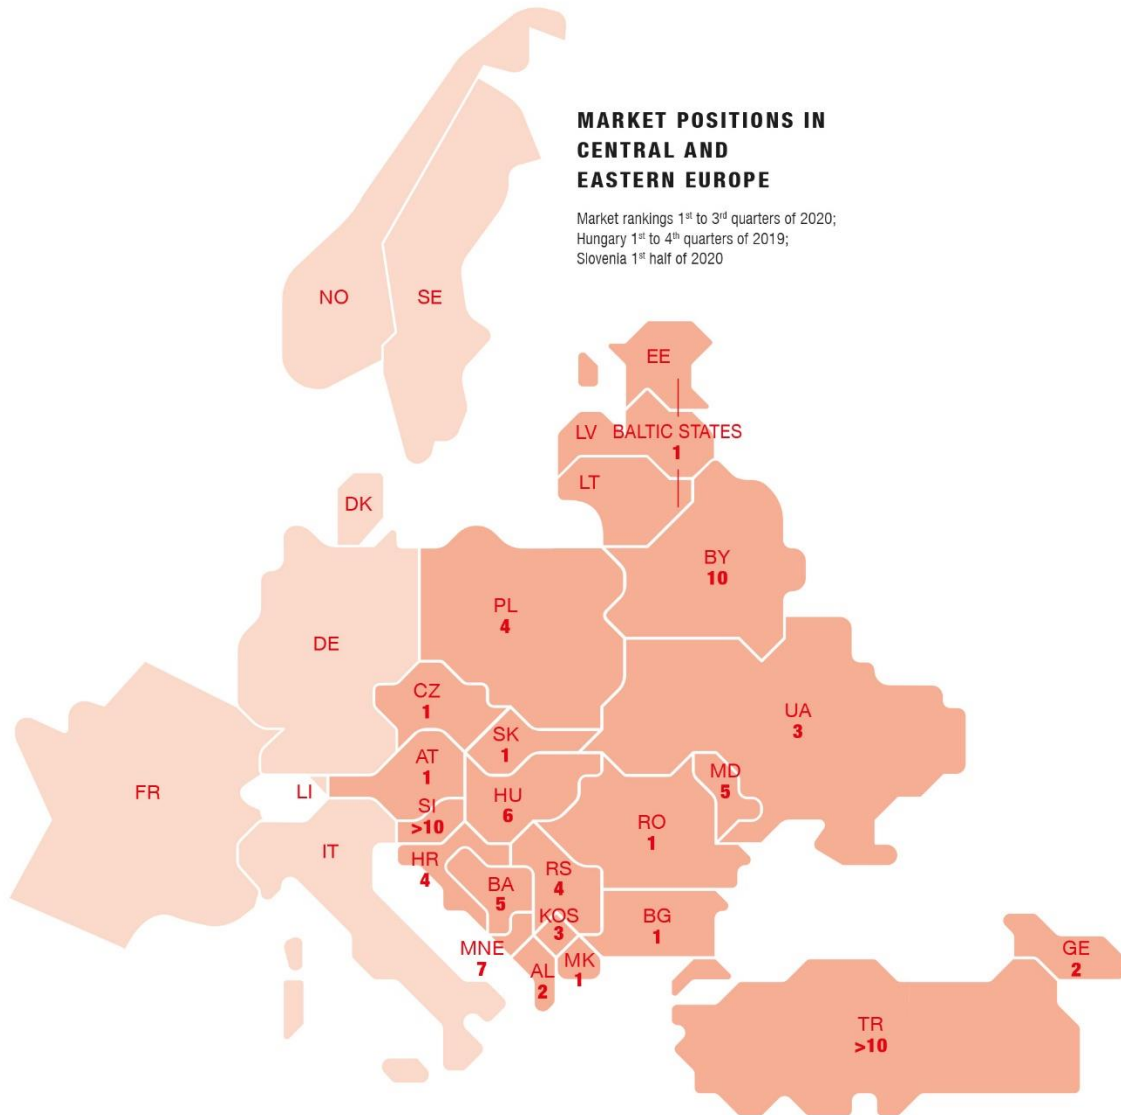 MARKET POSITIONS IN
CENTRAL AND
EASTERN EUROPE
Market rankings 1st to 3rd quarters of 2020;
Hungary 1st to 4th quarters of 2019;
Slovenia 1st half of 2020
NO
SE
EE
LV
BALTIC STATES
1
LT
DK
BY
10
PL
4
DE
CZ
1
UA
3
SK
1
AT
1
MD
5
FR
LI
HU
6
SI
>10
RO
1
IT
HR
4
RS
4
BA
5
KOS
3
BG
1
MNE
7
AL
2
MK
1
GE
2
TR
>10